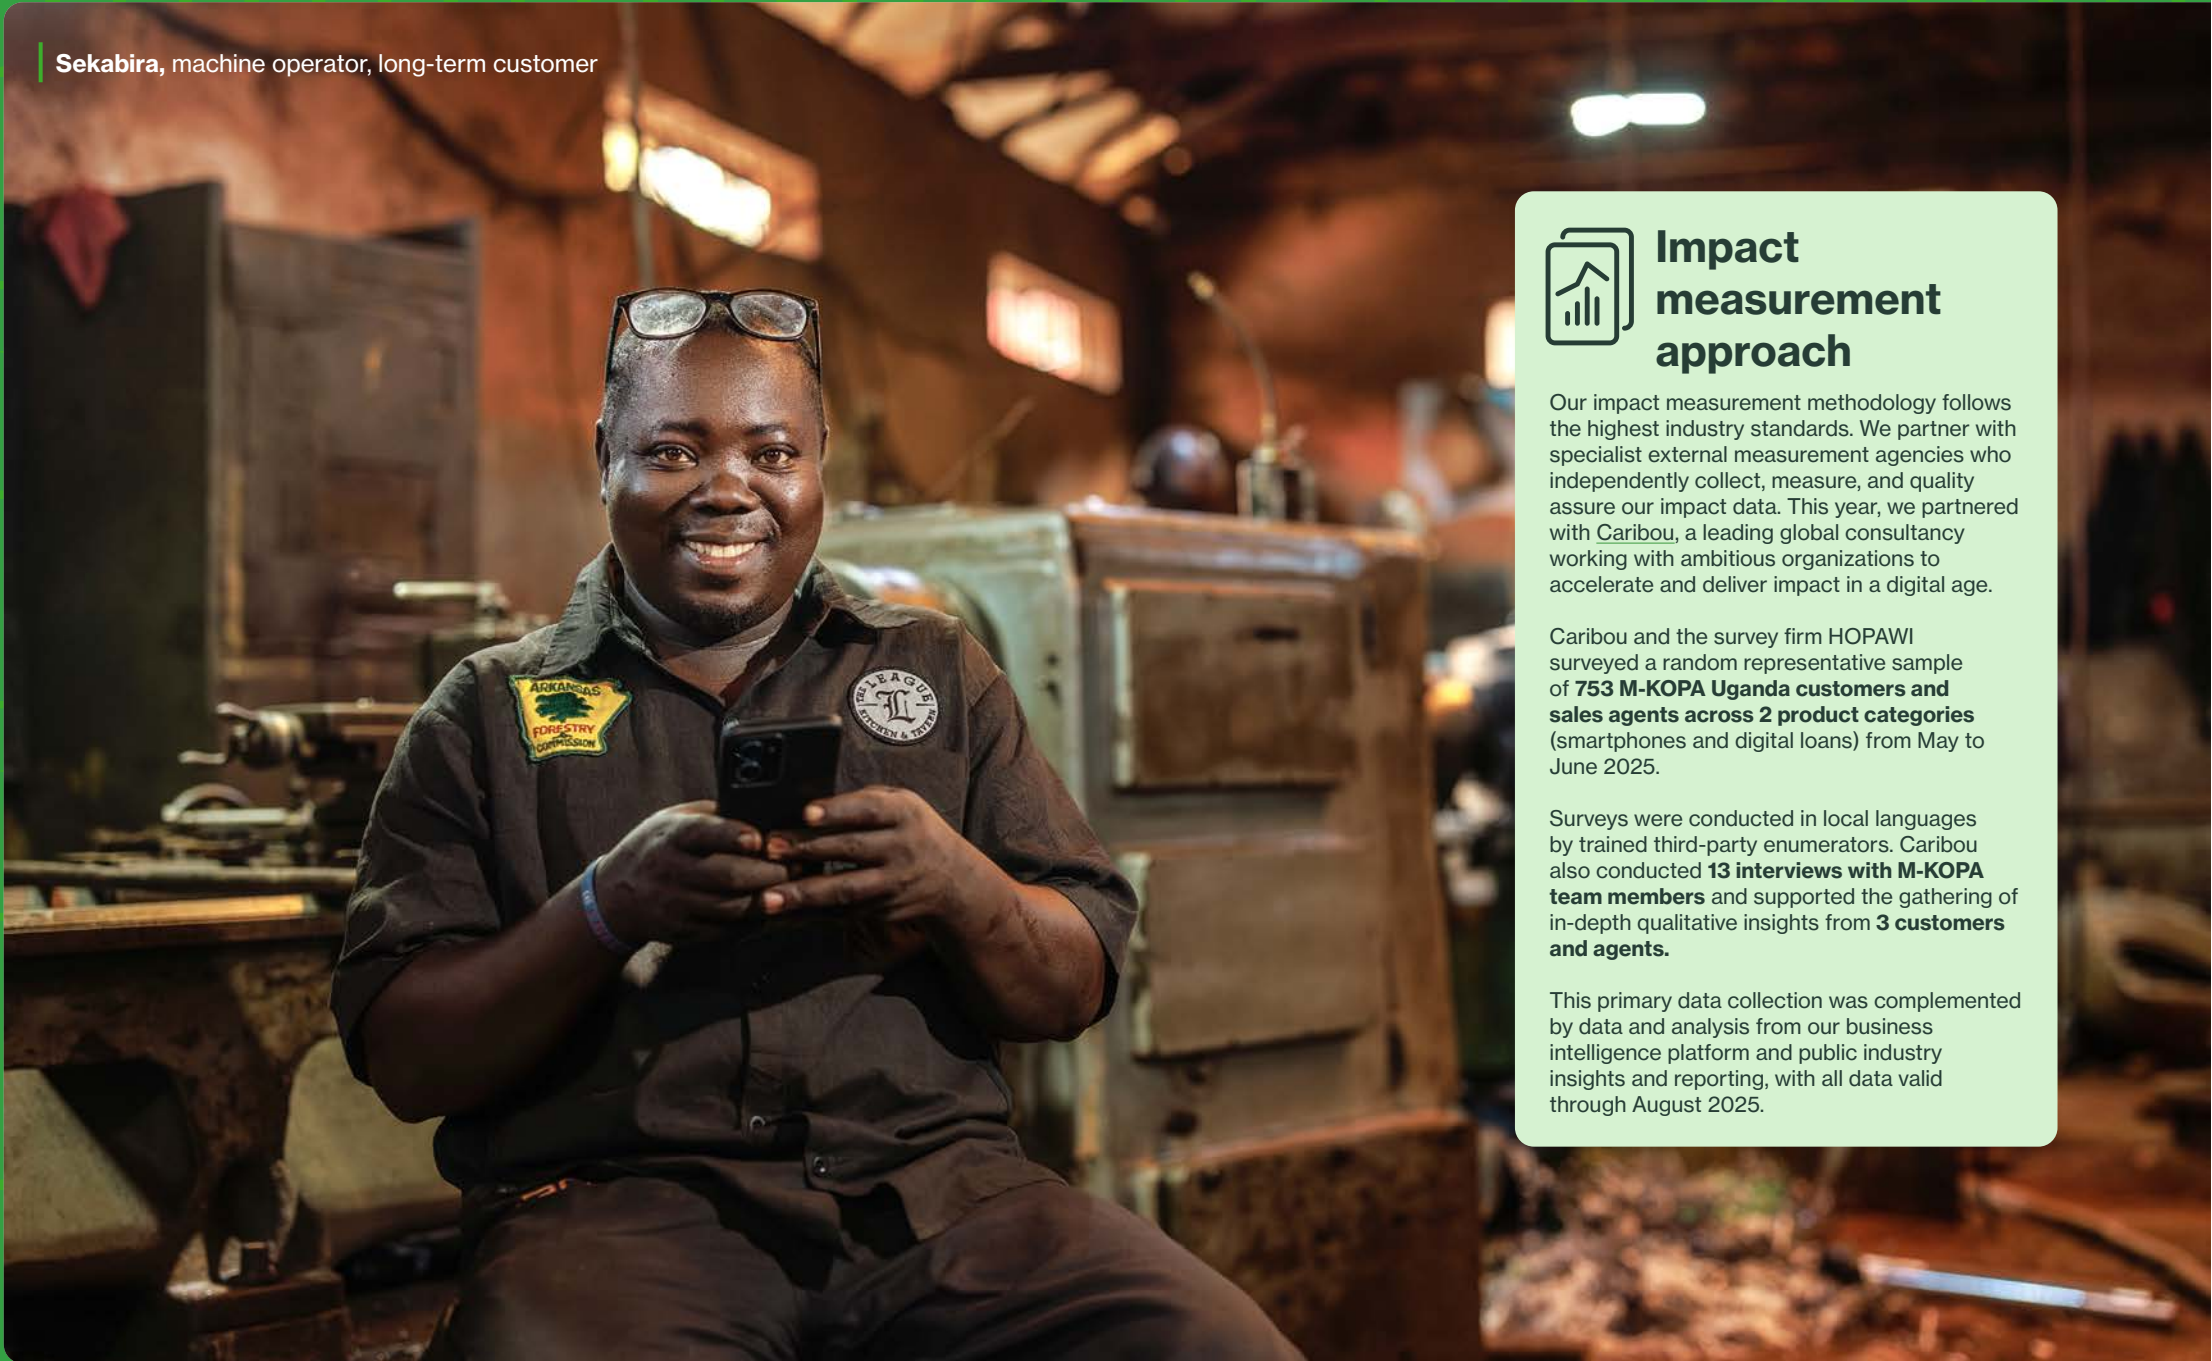 Sekabira, machine operator, long-term customer
Impact
measurement
approach
Our impact measurement methodology follows
the highest industry standards. We partner with
specialist external measurement agencies who
independently collect, measure, and quality
assure our impact data. This year, we partnered
with Caribou, a leading global consultancy
working with ambitious organizations to
accelerate and deliver impact in a digital age.
Caribou and the survey firm HOPAWI
surveyed a random representative sample
of 753 M-KOPA Uganda customers and
sales agents across 2 product categories
(smartphones and digital loans) from May to
June 2025.
Surveys were conducted in local languages
by trained third-party enumerators. Caribou
also conducted 13 interviews with M-KOPA
team members and supported the gathering of
in-depth qualitative insights from 3 customers
and agents.
This primary data collection was complemented
by data and analysis from our business
intelligence platform and public industry
insights and reporting, with all data valid
through August 2025.
ARKANSAS
FORESTRY
COMMISSION
THE LEAGUE
L
KITCHEN & TAVERN